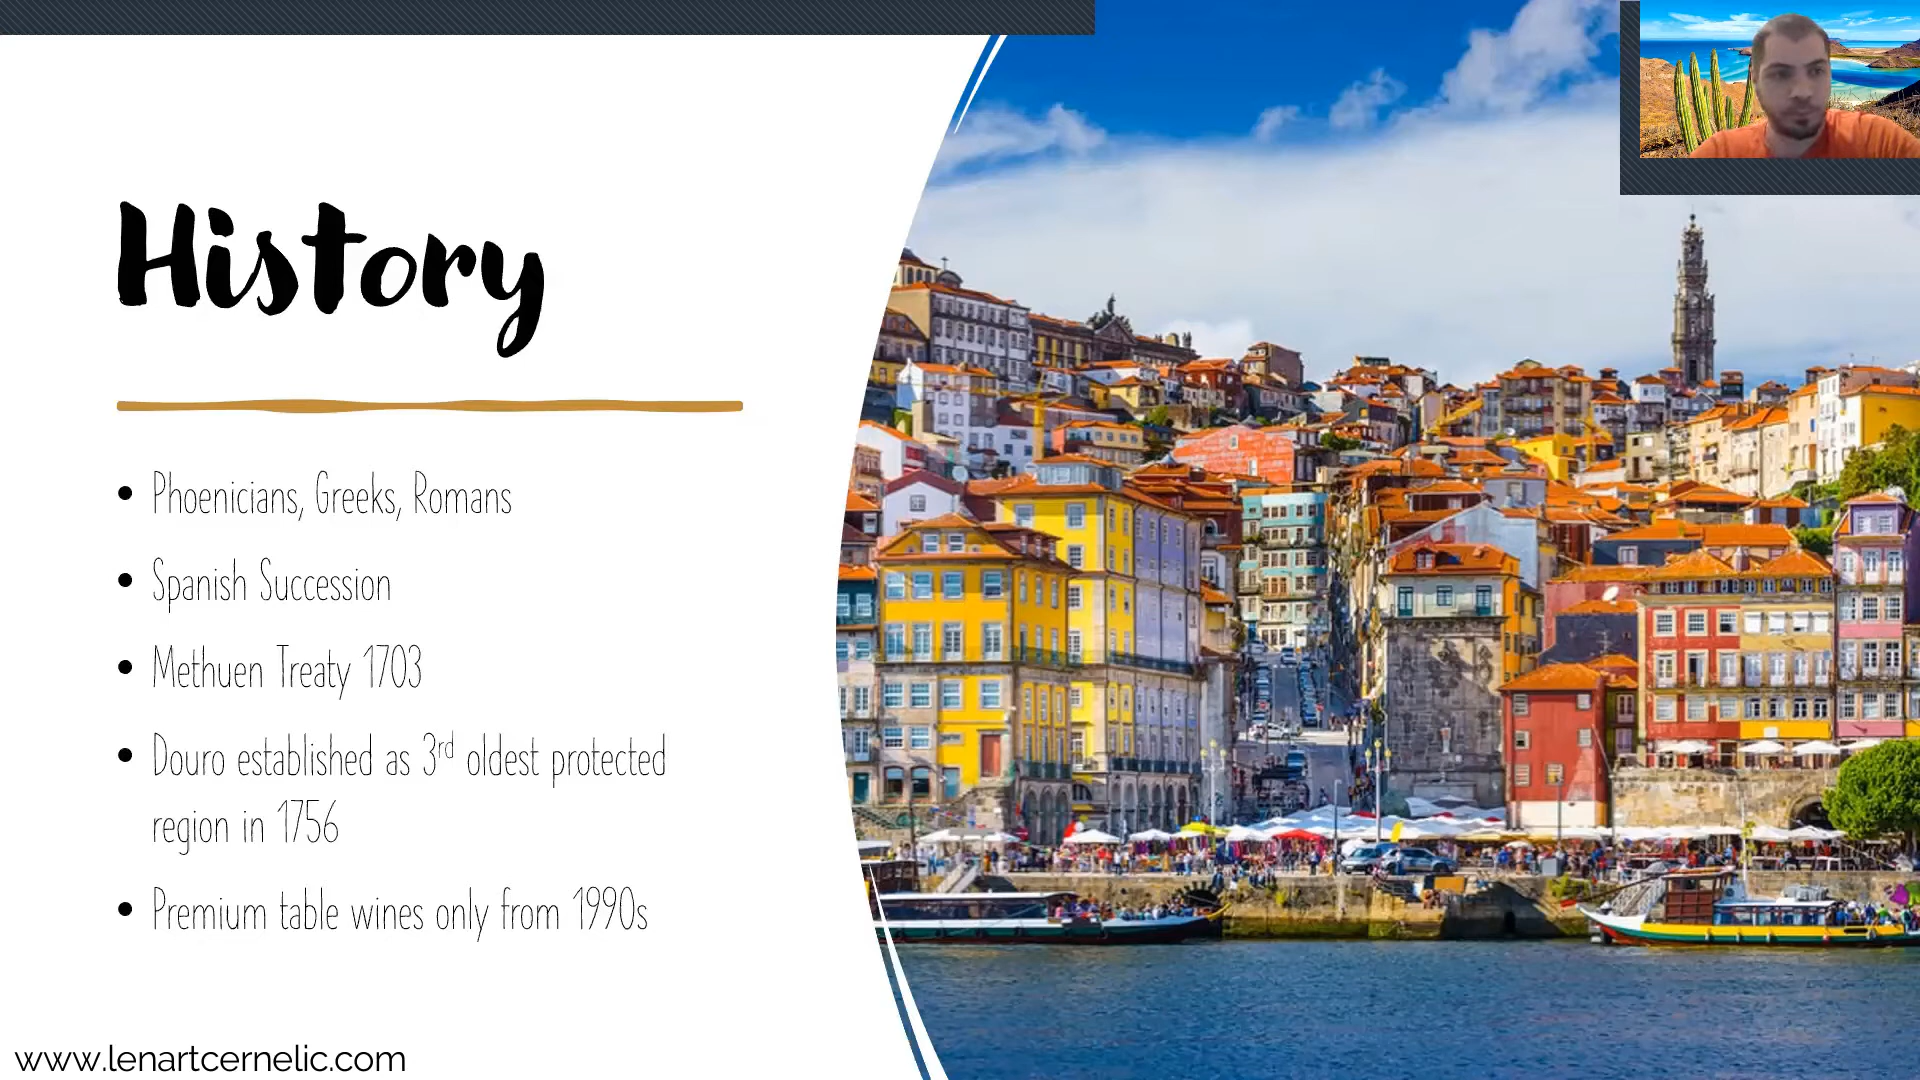 History
• Phoenicians, Greeks, Romans
• Spanish Succession
• Methuen Treaty 1703
• Douro established as 3rd oldest protected
region in 1756
• Premium table wines only from 1990s
www.lenartcernelic.com